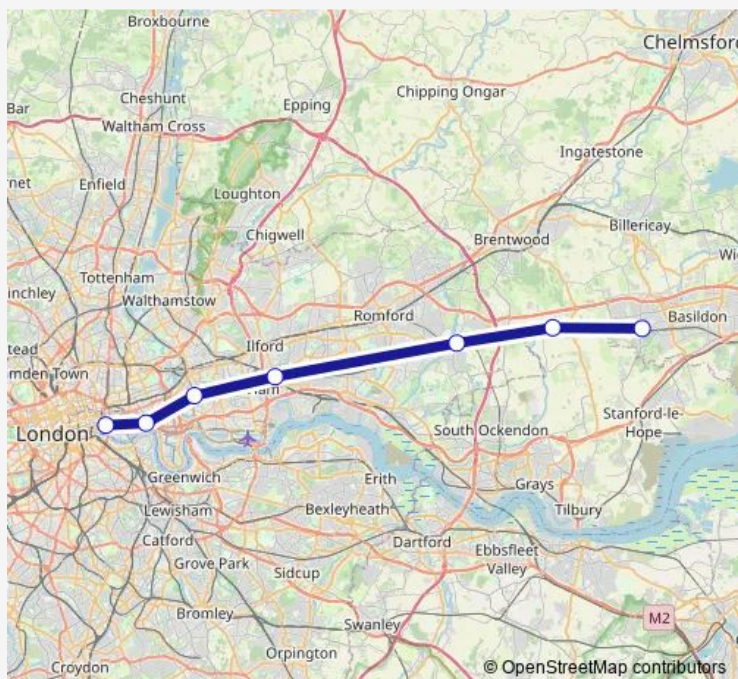 Broxbourne
Chelmsford
Cheshunt
Epping
Chipping Ongar
Bar
Waltham Cross
Ingatestone
Enfield
Loughton
Chigwell
Brentwood
Billericay
Tottenham
Walthamstow
Romford
Basildon
Ilford
London
Stanford-le-
Hope
South Ockendon
Greenwich
Erith
Grays
Lewisham
Bexleyheath
Tilbury
Catford
Dartford
Ebbsfleet
Valley
Grove Park
Sidcup
Bromley
Swanley
M2
Orpington
Croydon
© OpenStreetMap contributors